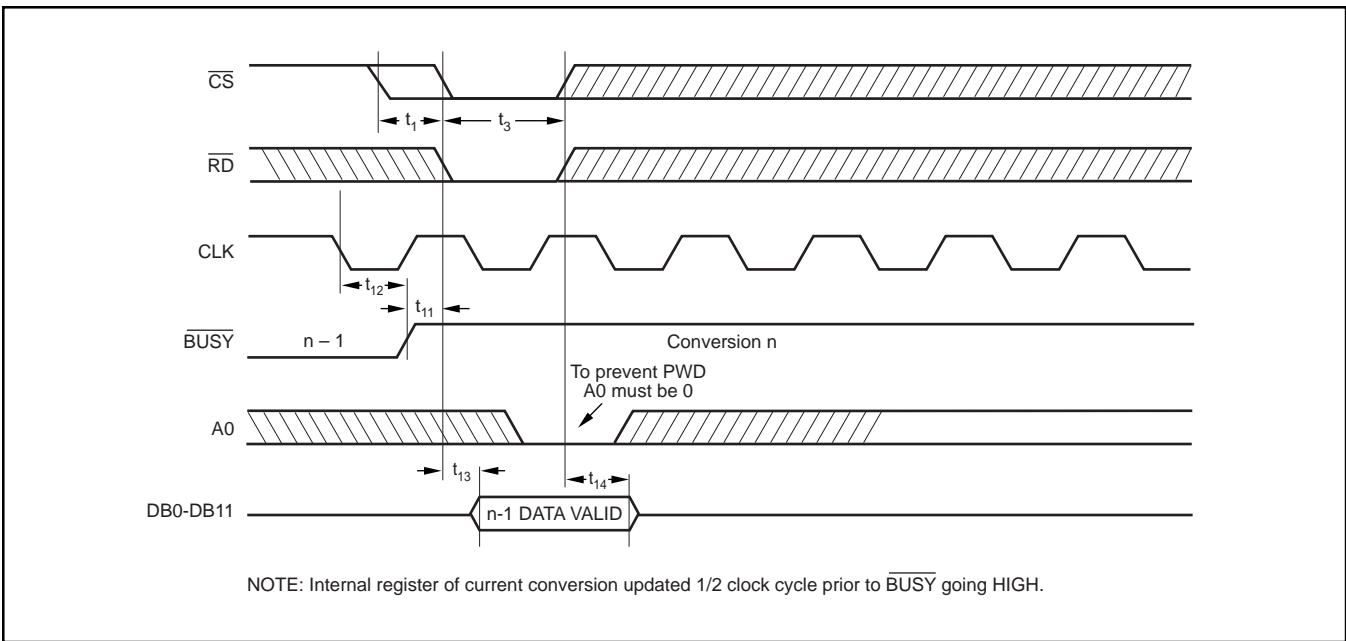 CS
t1
t3
RD
CLK
t12
t11
BUSY
n – 1
Conversion n
To prevent PWD
A0 must be 0
A0
t13
t14
DB0-DB11
n-1 DATA VALID
NOTE: Internal register of current conversion updated 1/2 clock cycle prior to BUSY going HIGH.